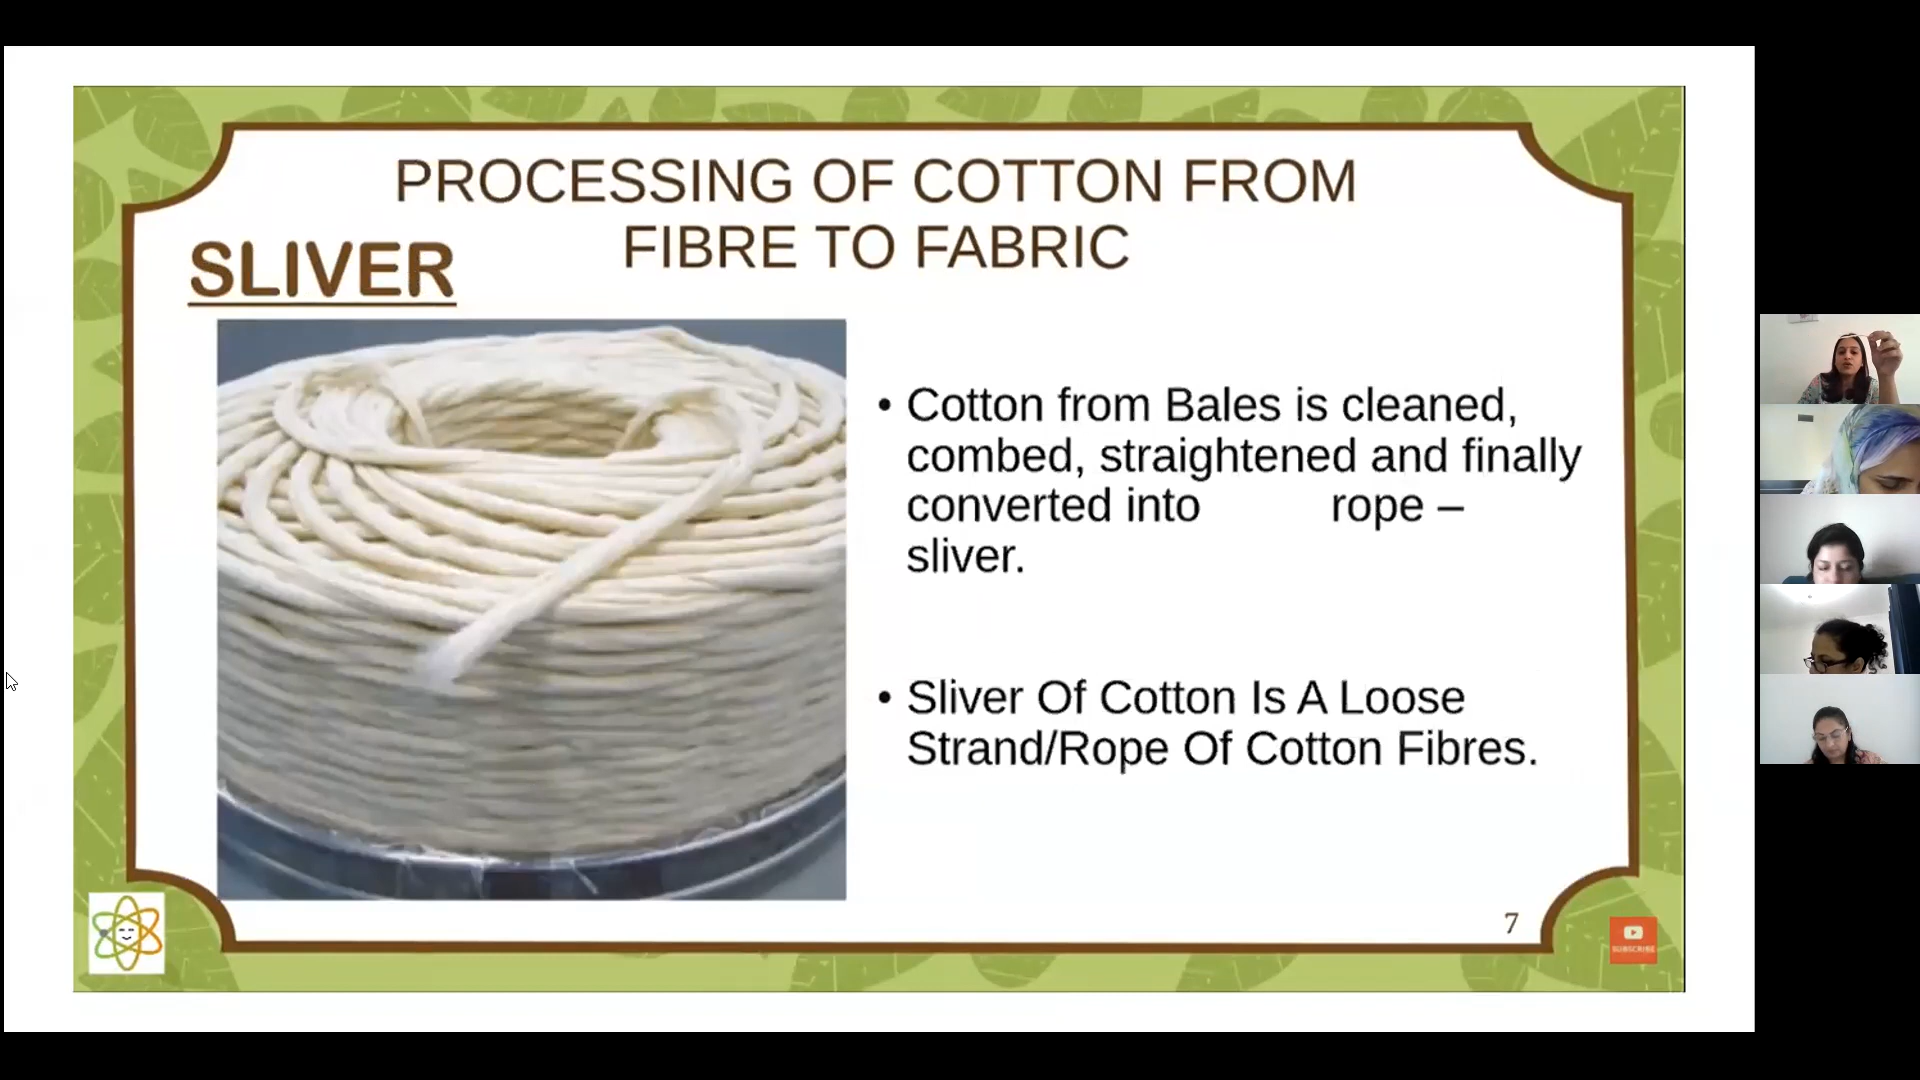 PROCESSING OF COTTON FROM
FIBRE TO FABRIC
SLIVER
• Cotton from Bales is cleaned,
combed, straightened and finally
converted into rope –
sliver.
• Sliver Of Cotton Is A Loose
Strand/Rope Of Cotton Fibres.
7
SUBSCRIBE